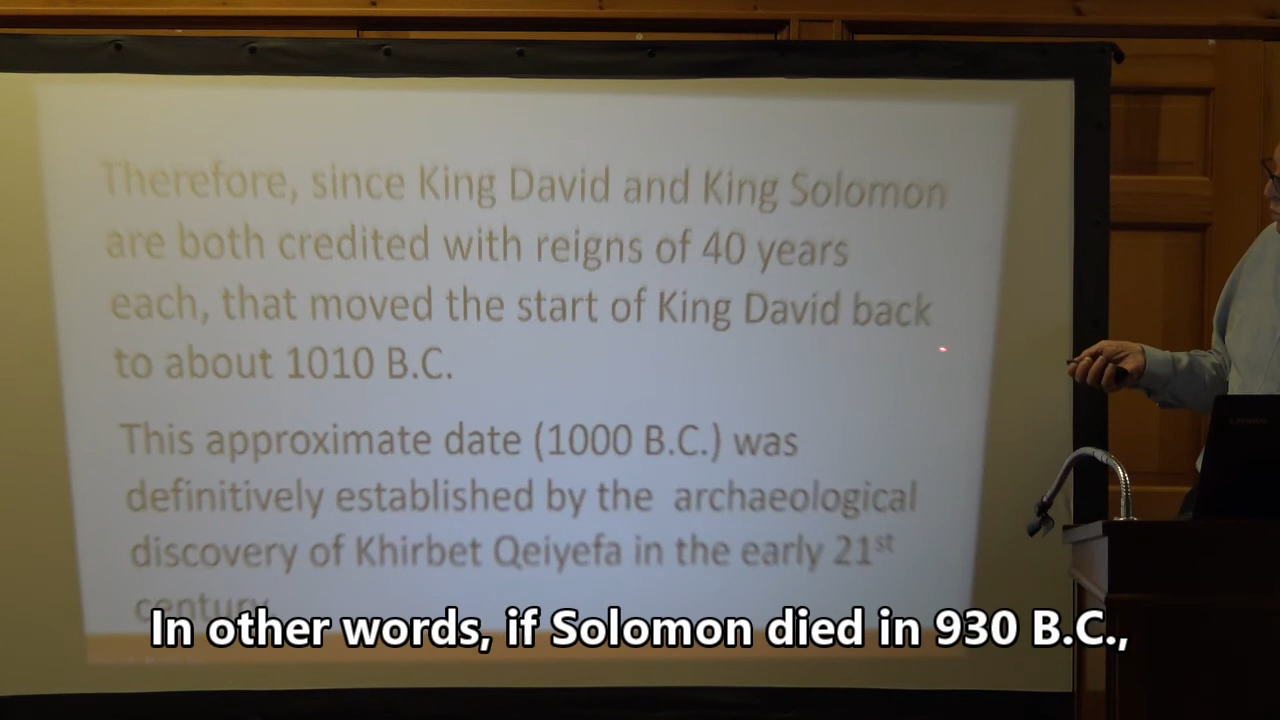 Therefore, since King David and King Solomon
are both credited with reigns of 40 years
each, that moved the start of King David back
to about 1010 B.C.
This approximate date (1000 B.C.) was
definitively established by the archaeological
discovery of Khirbet Qeiyefa in the early 21st
century.
In other words, if Solomon died in 930 B.C.,